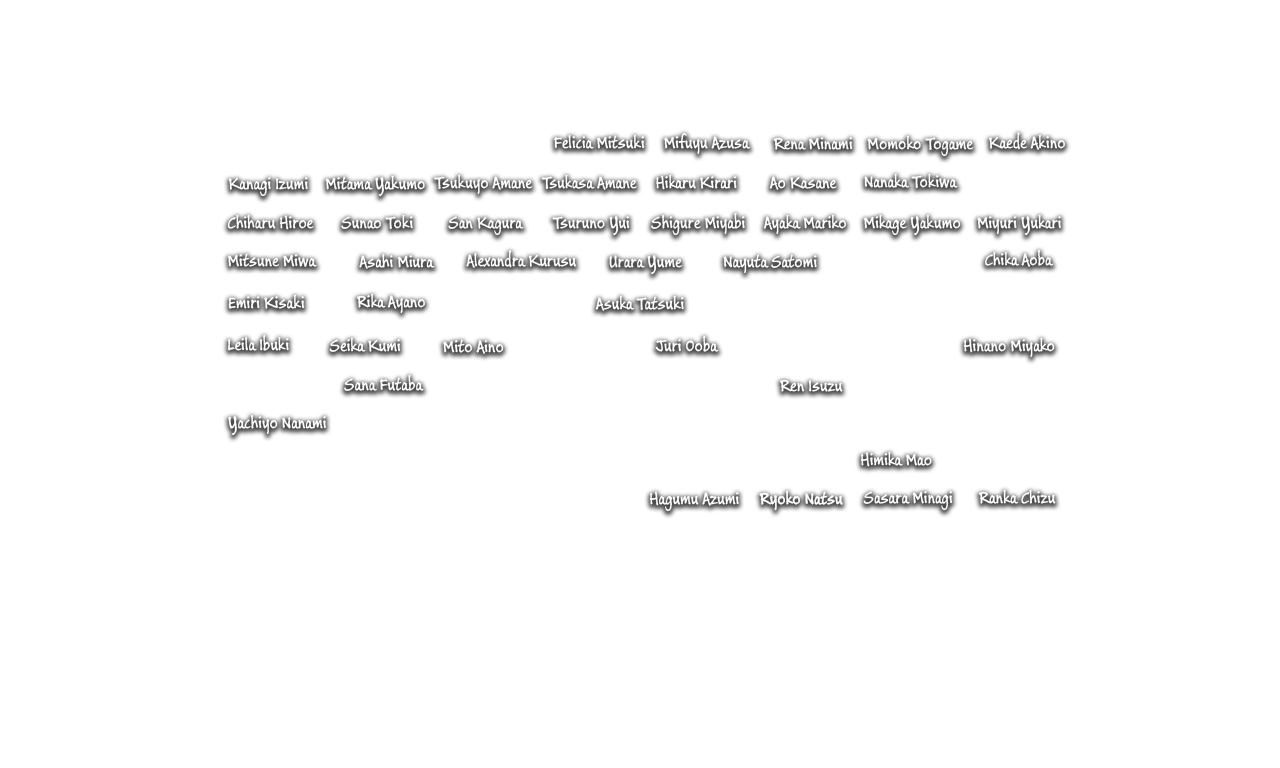 Felicia Mitsuki Mifuyu Azusa Rena Minami Momoko Togame Kaede Akino
Kanagi Izumi Mitama Yakumo Tsukuyo Amane Tsukasa Amane Hikaru Kirari Ao Kasane Nanaka Tokiwa
Chiharu Hiroe Sunao Toki San Kagura Tsuruno Yui Shigure Miyabi Ayaka Mariko Mikage Yakumo Miyuri Yukari
Mitsune Miwa Asahi Miura Alexandra Kurusu Urara Yume Nayuta Satomi Chika Aoba
Emiri Kisaki Rika Ayano Asuka Tatsuki
Leila Ibuki Seika Kumi Mito Aino Juri Ooba Hinano Miyako
Sana Futaba Ren Isuzu
Yachiyo Nanami
Himika Mao
Hagumu Azumi Ryoko Natsu Sasara Minagi Ranka Chizu